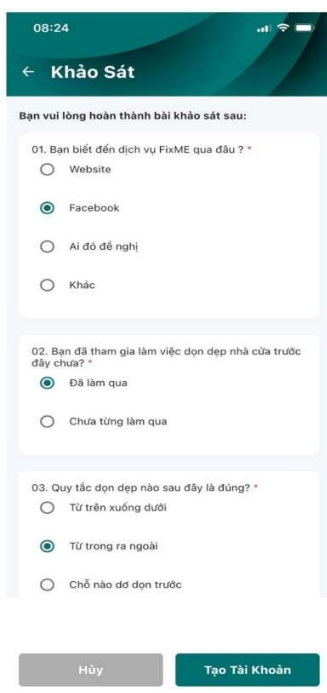 08:24
← Khảo Sát
Bạn vui lòng hoàn thành bài khảo sát sau:
01. Bạn biết đến dịch vụ FixME qua đâu ? *
Website
Facebook
Ai đó đề nghị
Khác
02. Bạn đã tham gia làm việc dọn dẹp nhà cửa trước
đây chưa? *
Đã làm qua
Chưa từng làm qua
03. Quy tắc dọn dẹp nào sau đây là đúng? *
Từ trên xuống dưới
Từ trong ra ngoài
Chỗ nào dơ dọn trước
Hủy
Tạo Tài Khoản